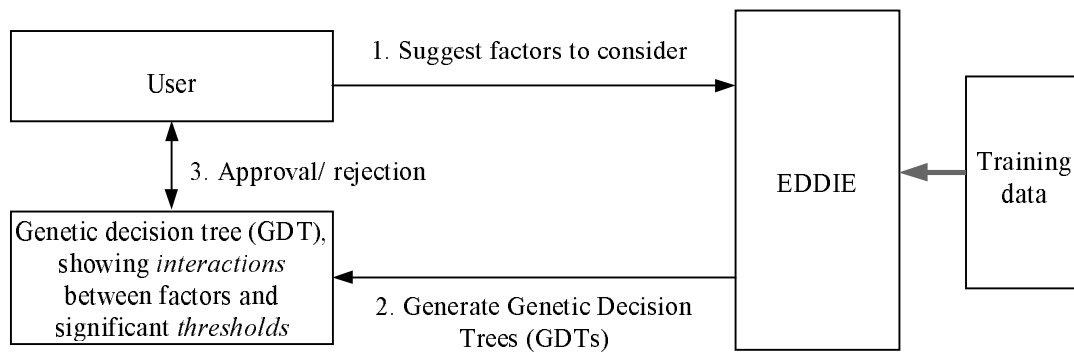 1. Suggest factors to consider
User
3. Approval/ rejection
EDDIE
Training
data
Genetic decision tree (GDT),
showing interactions
between factors and
significant thresholds
2. Generate Genetic Decision
Trees (GDTs)